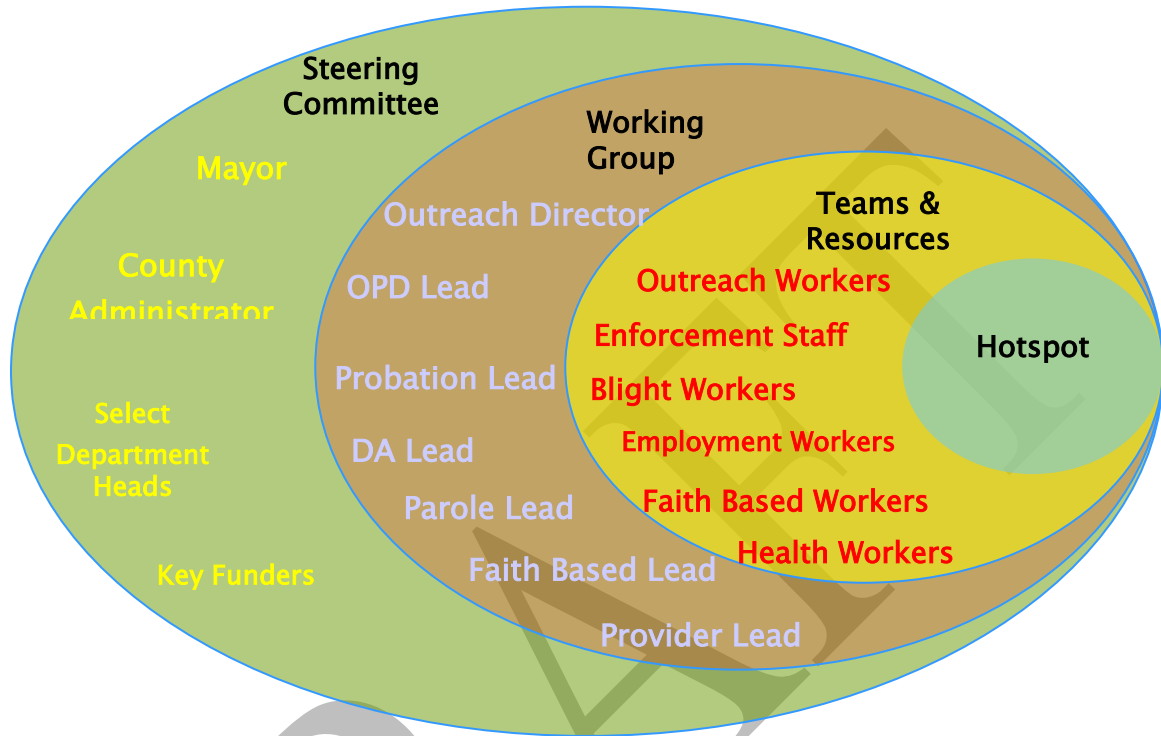 Steering
Committee
Mayor
County
Administrator
Select
Department
Heads
Key Funders
Working
Group
Outreach Director
OPD Lead
Probation Lead
DA Lead
Parole Lead
Faith Based Lead
Provider Lead
Teams &
Resources
Outreach Workers
Enforcement Staff
Blight Workers
Employment Workers
Faith Based Workers
Health Workers
Hotspot